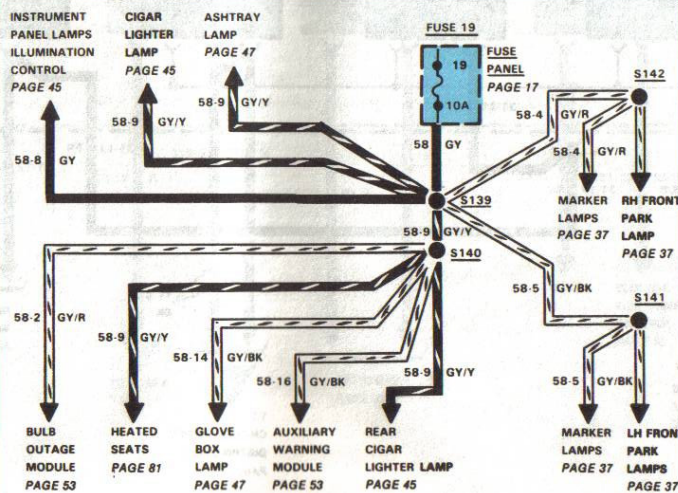 INSTRUMENT
PANEL LAMPS
ILLUMINATION
CONTROL
PAGE 45
CIGAR
LIGHTER
LAMP
PAGE 45
ASHTRAY
LAMP
PAGE 47
FUSE 19
19
10A
FUSE
PANEL
PAGE 17
S142
58-9 GY/Y
58-9 GY/Y
58-8 GY
58 GY
58-4 GY/R
58-4 GY/R
S139
MARKER
LAMPS
PAGE 37
RH FRONT
PARK
LAMP
PAGE 37
58-9 GY/Y
S140
58-5 GY/BK
S141
58-2 GY/R
58-9 GY/Y
58-14 GY/BK
58-16 GY/BK
58-9 GY/Y
58-5 GY/BK
BULB
OUTAGE
MODULE
PAGE 53
HEATED
SEATS
PAGE 81
GLOVE
BOX
LAMP
PAGE 47
AUXILIARY
WARNING
MODULE
PAGE 53
REAR
CIGAR
LIGHTER LAMP
PAGE 45
MARKER
LAMPS
PAGE 37
LH FRON
PARK
LAMPS
PAGE 37